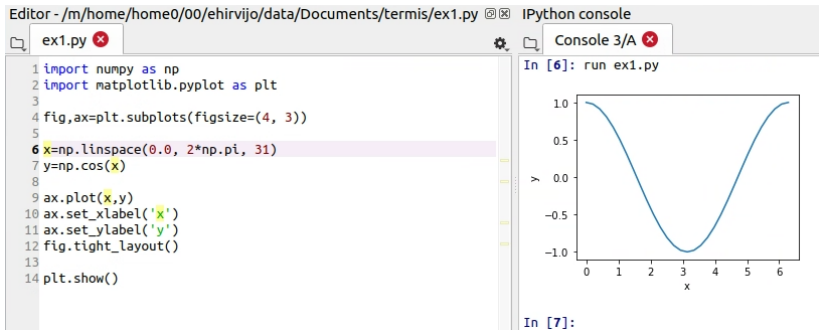 Editor - /m/home/home0/00/ehirvijo/data/Documents/termis/ex1.py
ex1.py
1 import numpy as np
2 import matplotlib.pyplot as plt
3
4 fig,ax=plt.subplots(figsize=(4, 3))
5
6 x=np.linspace(0.0, 2*np.pi, 31)
7 y=np.cos(x)
8
9 ax.plot(x,y)
10 ax.set_xlabel('x')
11 ax.set_ylabel('y')
12 fig.tight_layout()
13
14 plt.show()
IPython console
Console 3/A
In [6]: run ex1.py
1.0
0.5
0.0
−0.5
−1.0
y
0 1 2 3 4 5 6
x
In [7]: